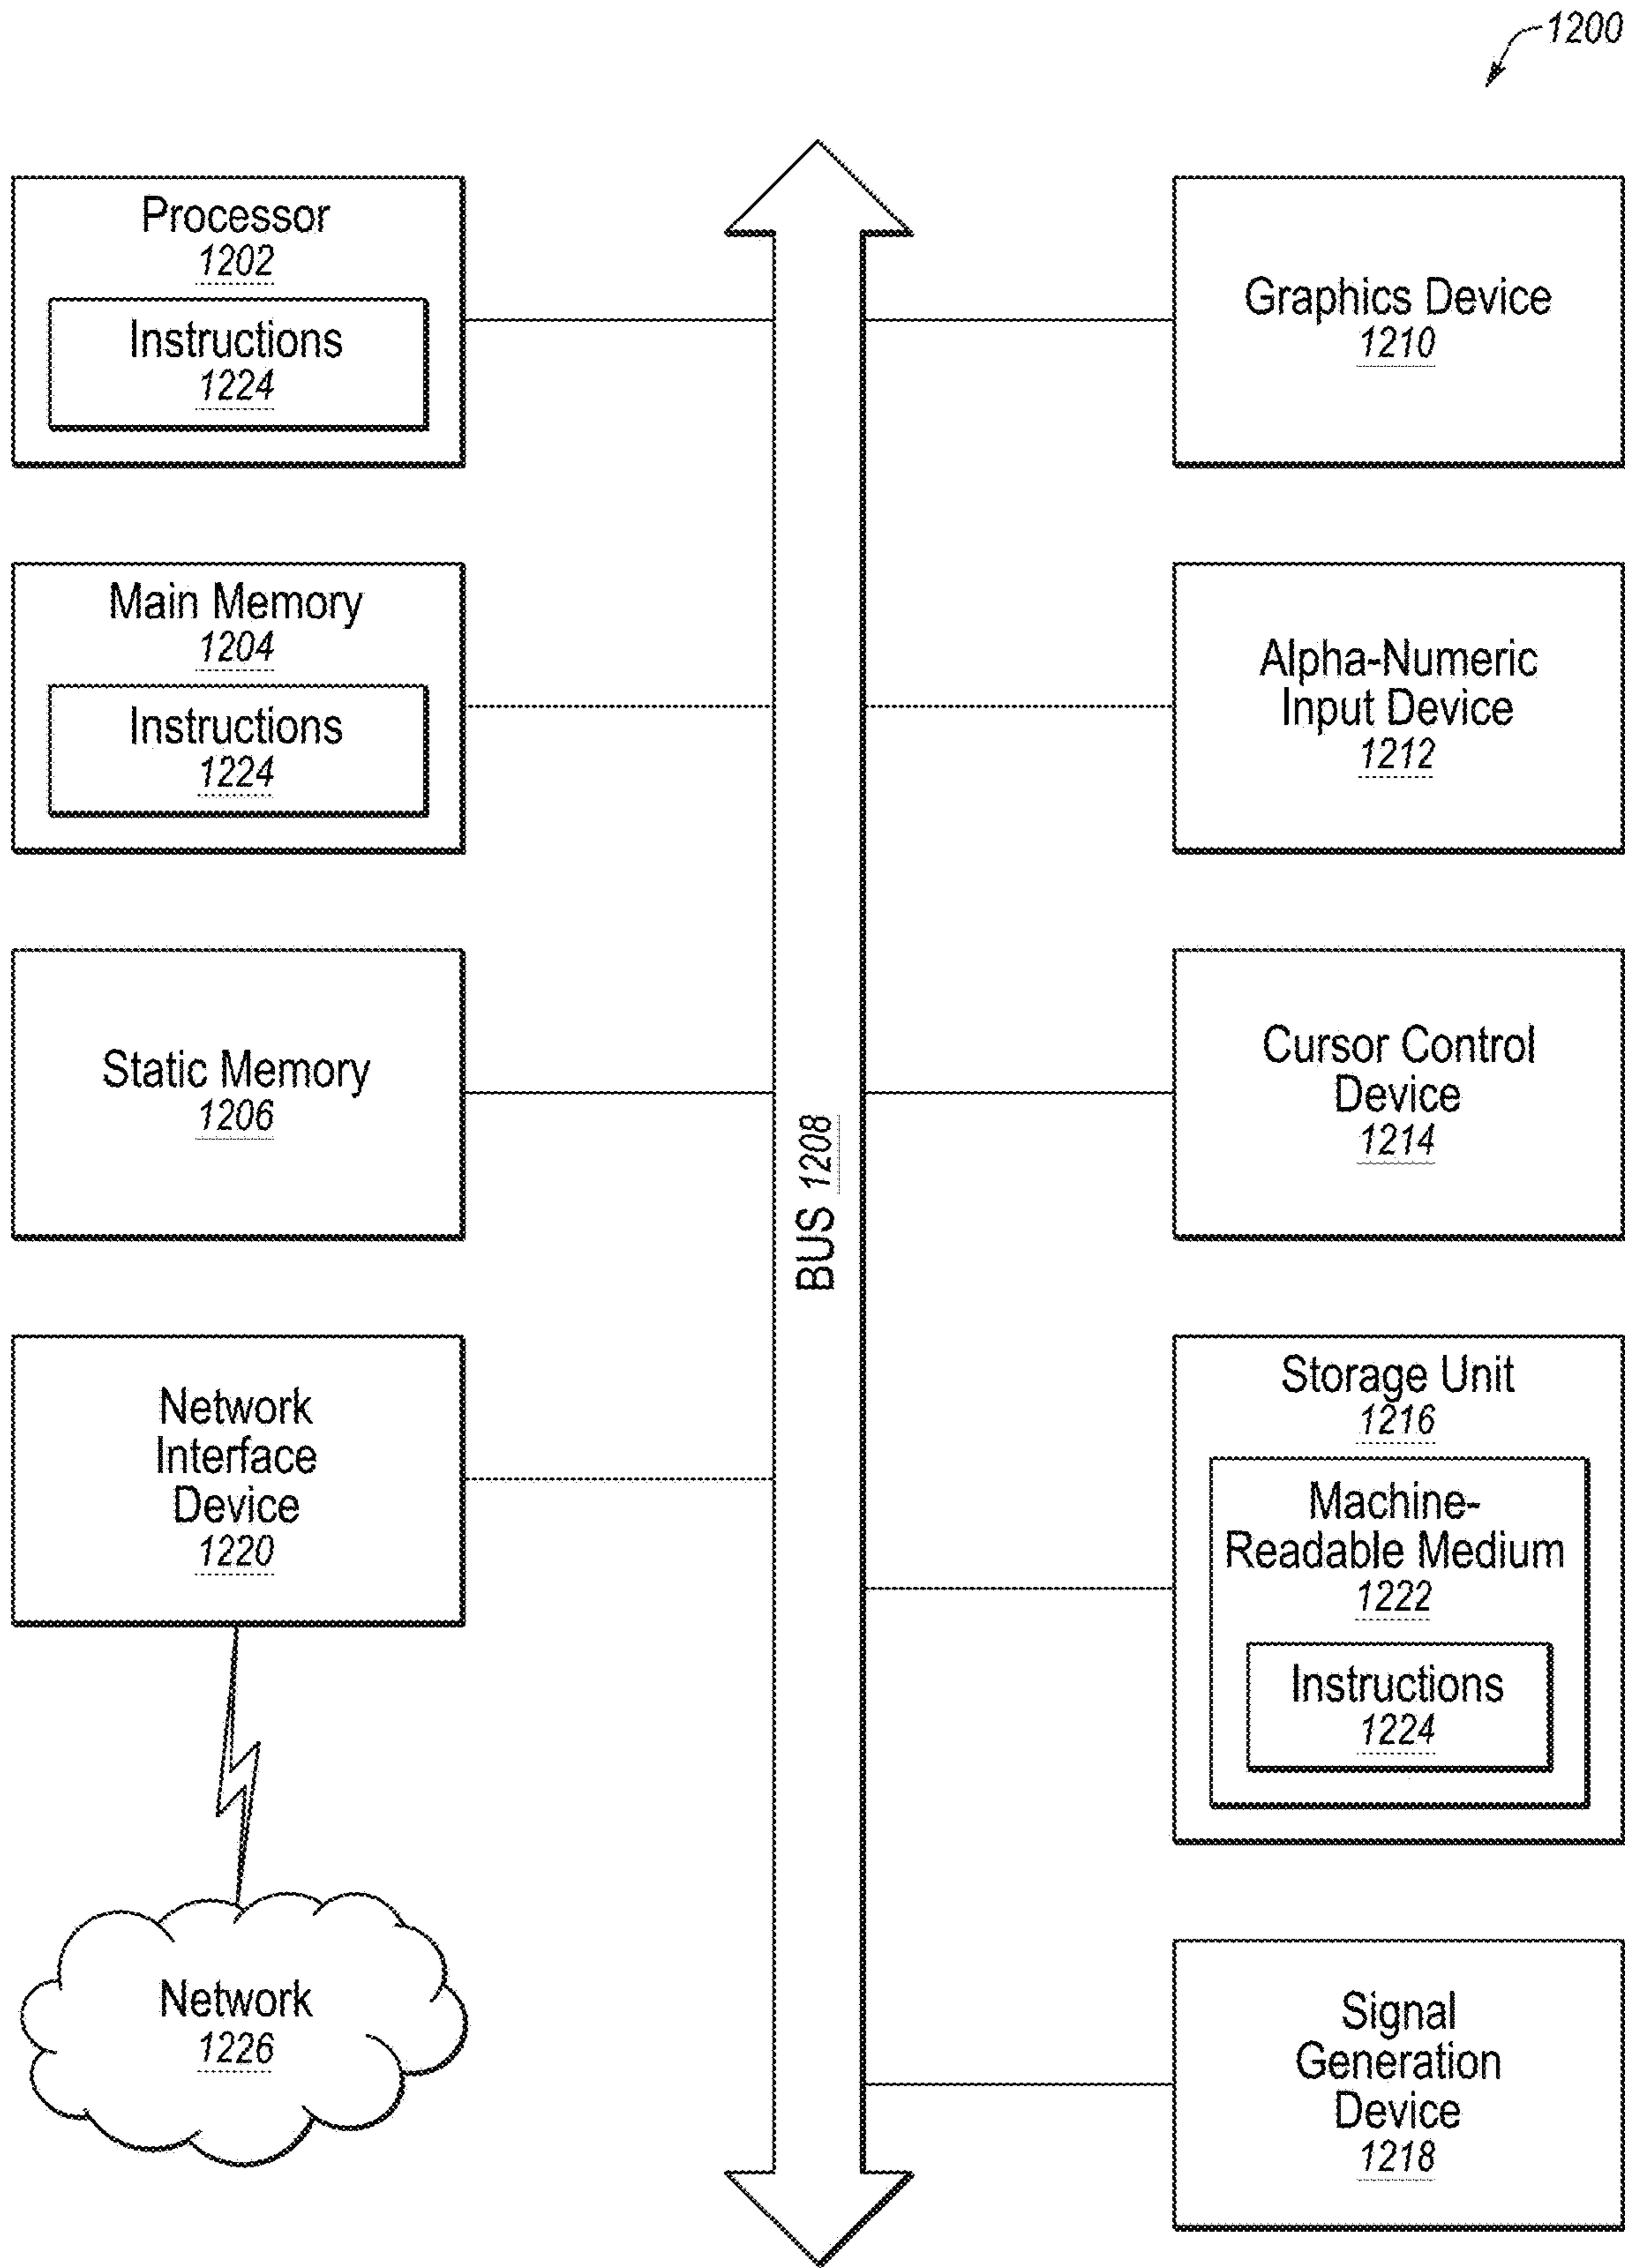 1200
Processor
1202
Instructions
1224
Main Memory
1204
Instructions
1224
Static Memory
1206
Network
Interface
Device
1220
Network
1226
BUS 1208
Graphics Device
1210
Alpha-Numeric
Input Device
1212
Cursor Control
Device
1214
Storage Unit
1216
Machine-
Readable Medium
1222
Instructions
1224
Signal
Generation
Device
1218